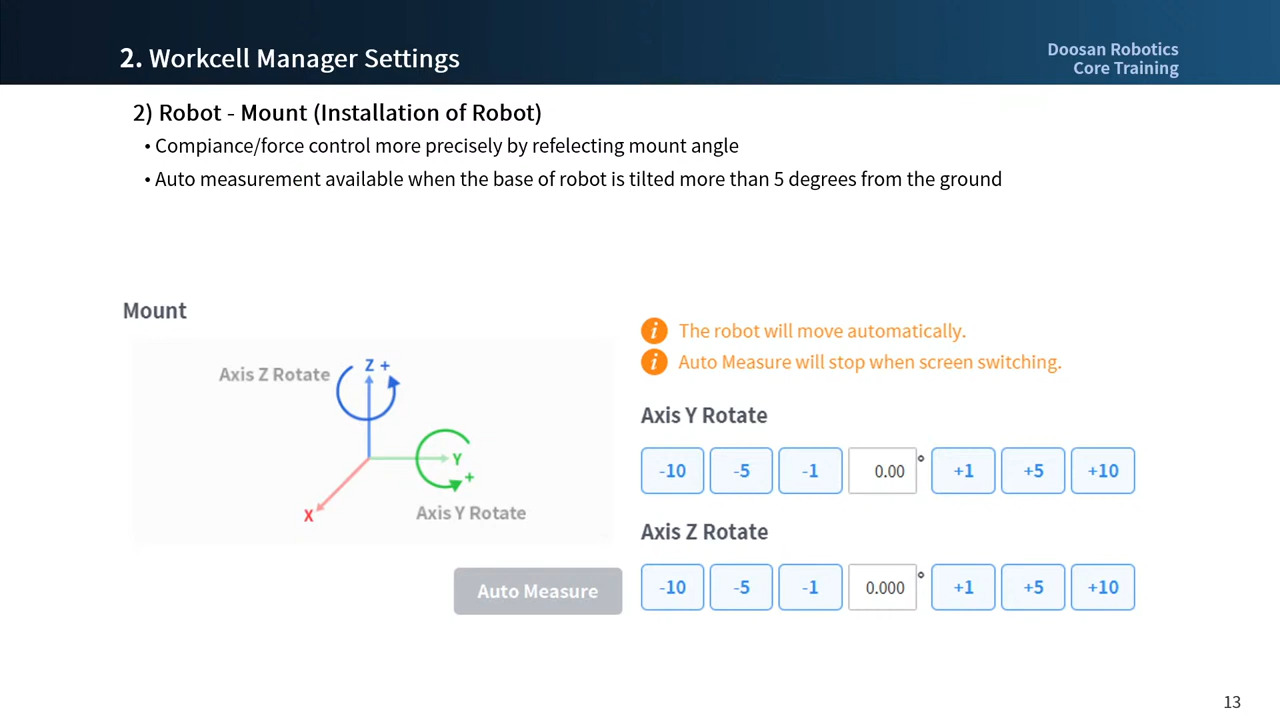 2. Workcell Manager Settings
Doosan Robotics
Core Training
2) Robot - Mount (Installation of Robot)
• Compiance/force control more precisely by refelecting mount angle
• Auto measurement available when the base of robot is tilted more than 5 degrees from the ground
Mount
Axis Z Rotate
Z +
Y
+
X
Axis Y Rotate
Auto Measure
i The robot will move automatically.
i Auto Measure will stop when screen switching.
Axis Y Rotate
-10 -5 -1 0.00 ° +1 +5 +10
Axis Z Rotate
-10 -5 -1 0.000 ° +1 +5 +10
13